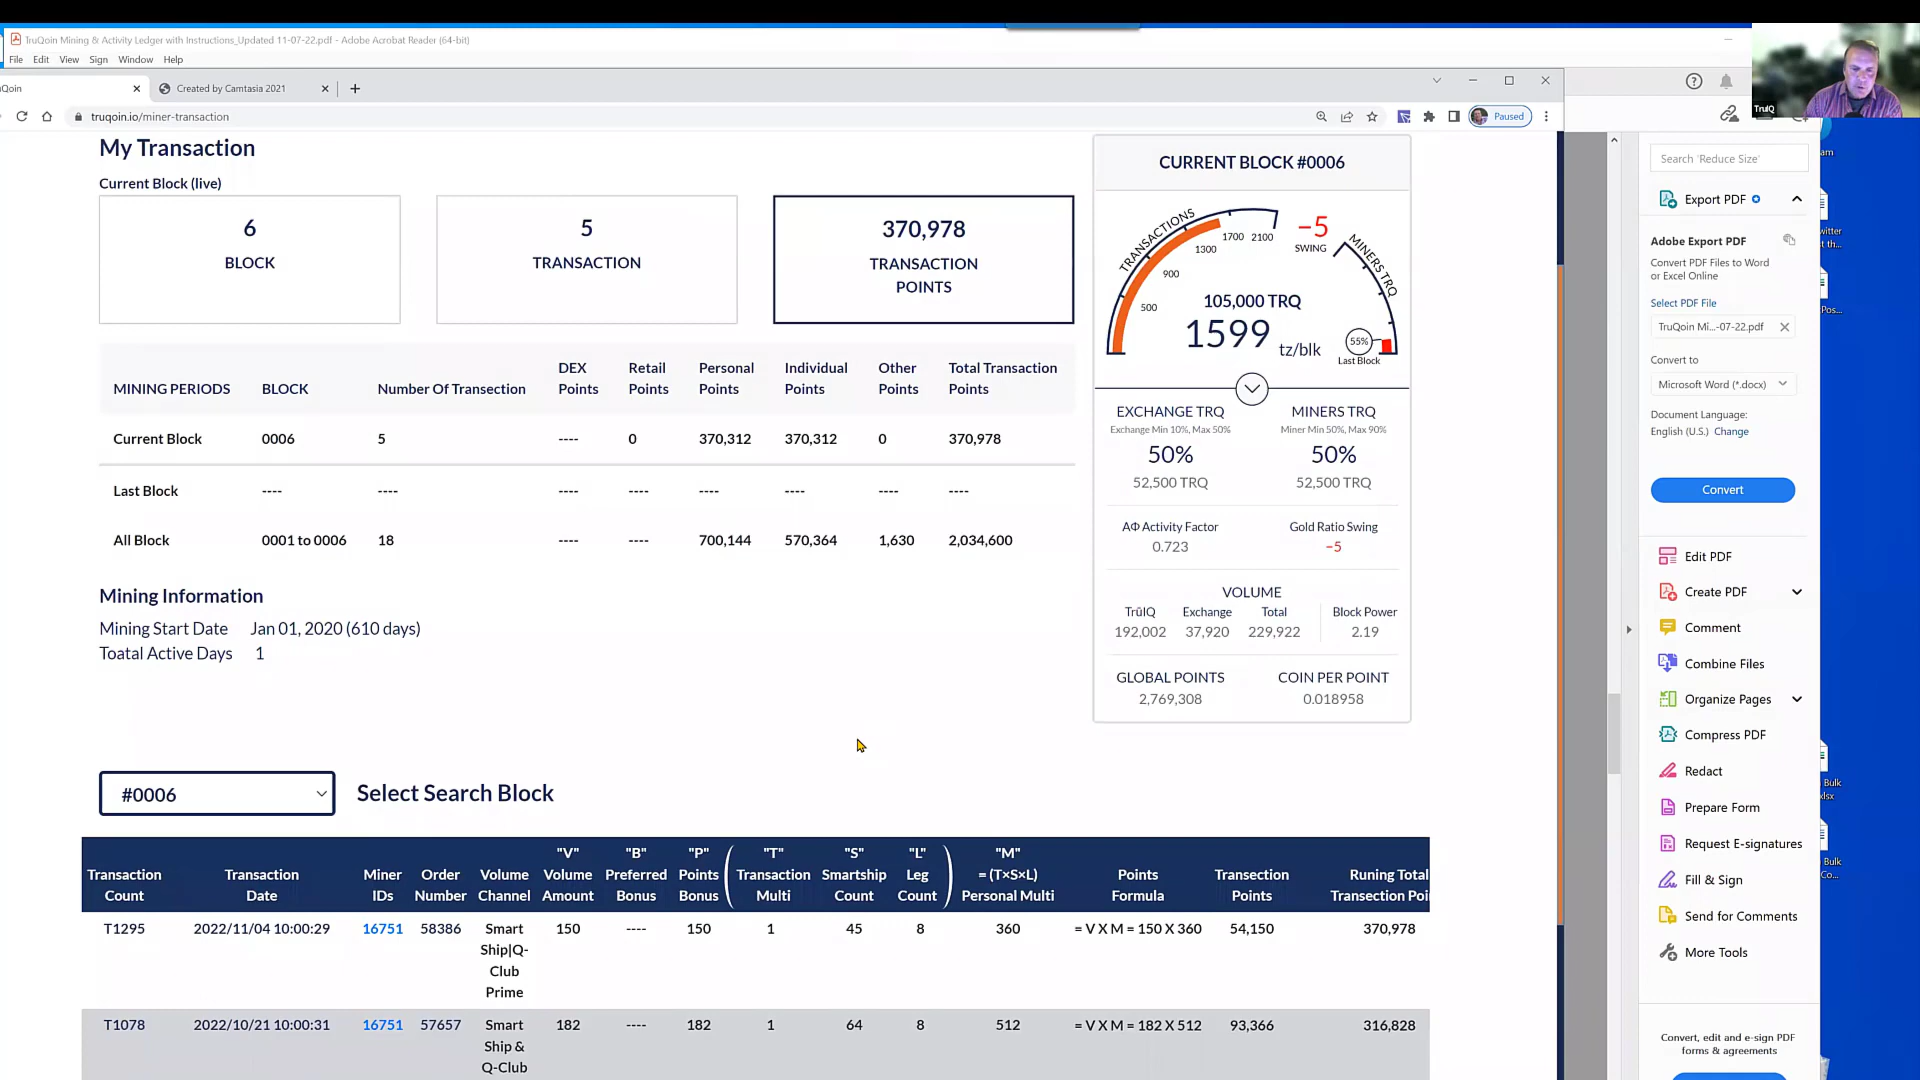 TruQoin Mining & Activity Ledger with Instructions_Updated 11-07-22.pdf - Adobe Acrobat Reader (64-bit)
File Edit View Sign Window Help
Qoin
Created by Camtasia 2021
truqoin.io/miner-transaction
Paused
TruIQ
My Transaction
Current Block (live)
6
BLOCK
5
TRANSACTION
370,978
TRANSACTION
POINTS
MINING PERIODS BLOCK Number Of Transection DEX Points Retail Points Personal Points Individual Points Other Points Total Transaction Points
Current Block 0006 5 ---- 0 370,312 370,312 0 370,978
Last Block ---- ---- ---- ---- ---- ---- ---- ----
All Block 0001 to 0006 18 ---- ---- 700,144 570,364 1,630 2,034,600
Mining Information
Mining Start Date Jan 01, 2020 (610 days)
Toatal Active Days 1
CURRENT BLOCK #0006
TRANSACTIONS
500
900
1300
1700
2100
−5
SWING
MINERS TRQ
105,000 TRQ
1599 tz/blk
55%
Last Block
EXCHANGE TRQ MINERS TRQ
Exchange Min 10%, Max 50% Miner Min 50%, Max 90%
50% 50%
52,500 TRQ 52,500 TRQ
AΦ Activity Factor Gold Ratio Swing
0.723 −5
VOLUME
TrūIQ Exchange Total Block Power
192,002 37,920 229,922 2.19
GLOBAL POINTS COIN PER POINT
2,769,308 0.018958
#0006 Select Search Block
Transaction Count Transaction Date Miner IDs Order Number Volume Channel "V" Volume Amount "B" Preferred Bonus "P" Points Bonus ( "T" Transaction Multi "S" Smartship Count "L" Leg Count ) "M" = (T×S×L) Personal Multi Points Formula Transection Points Runing Total Transaction Poi
T1295 2022/11/04 10:00:29 16751 58386 Smart 150 ---- 150 1 45 8 360 = V X M = 150 X 360 54,150 370,978
Ship|Q-
Club
Prime
T1078 2022/10/21 10:00:31 16751 57657 Smart 182 ---- 182 1 64 8 512 = V X M = 182 X 512 93,366 316,828
Ship &
Q-Club
Search 'Reduce Size'
Export PDF
Adobe Export PDF
Convert PDF Files to Word
or Excel Online
Select PDF File
TruQoin Mi...-07-22.pdf
Convert to
Microsoft Word (*.docx)
Document Language:
English (U.S.) Change
Convert
Edit PDF
Create PDF
Comment
Combine Files
Organize Pages
Compress PDF
Redact
Prepare Form
Request E-signatures
Fill & Sign
Send for Comments
More Tools
Convert, edit and e-sign PDF
forms & agreements
am
witter
t th...
Pos...
Bulk
xlsx
Bulk
Co...